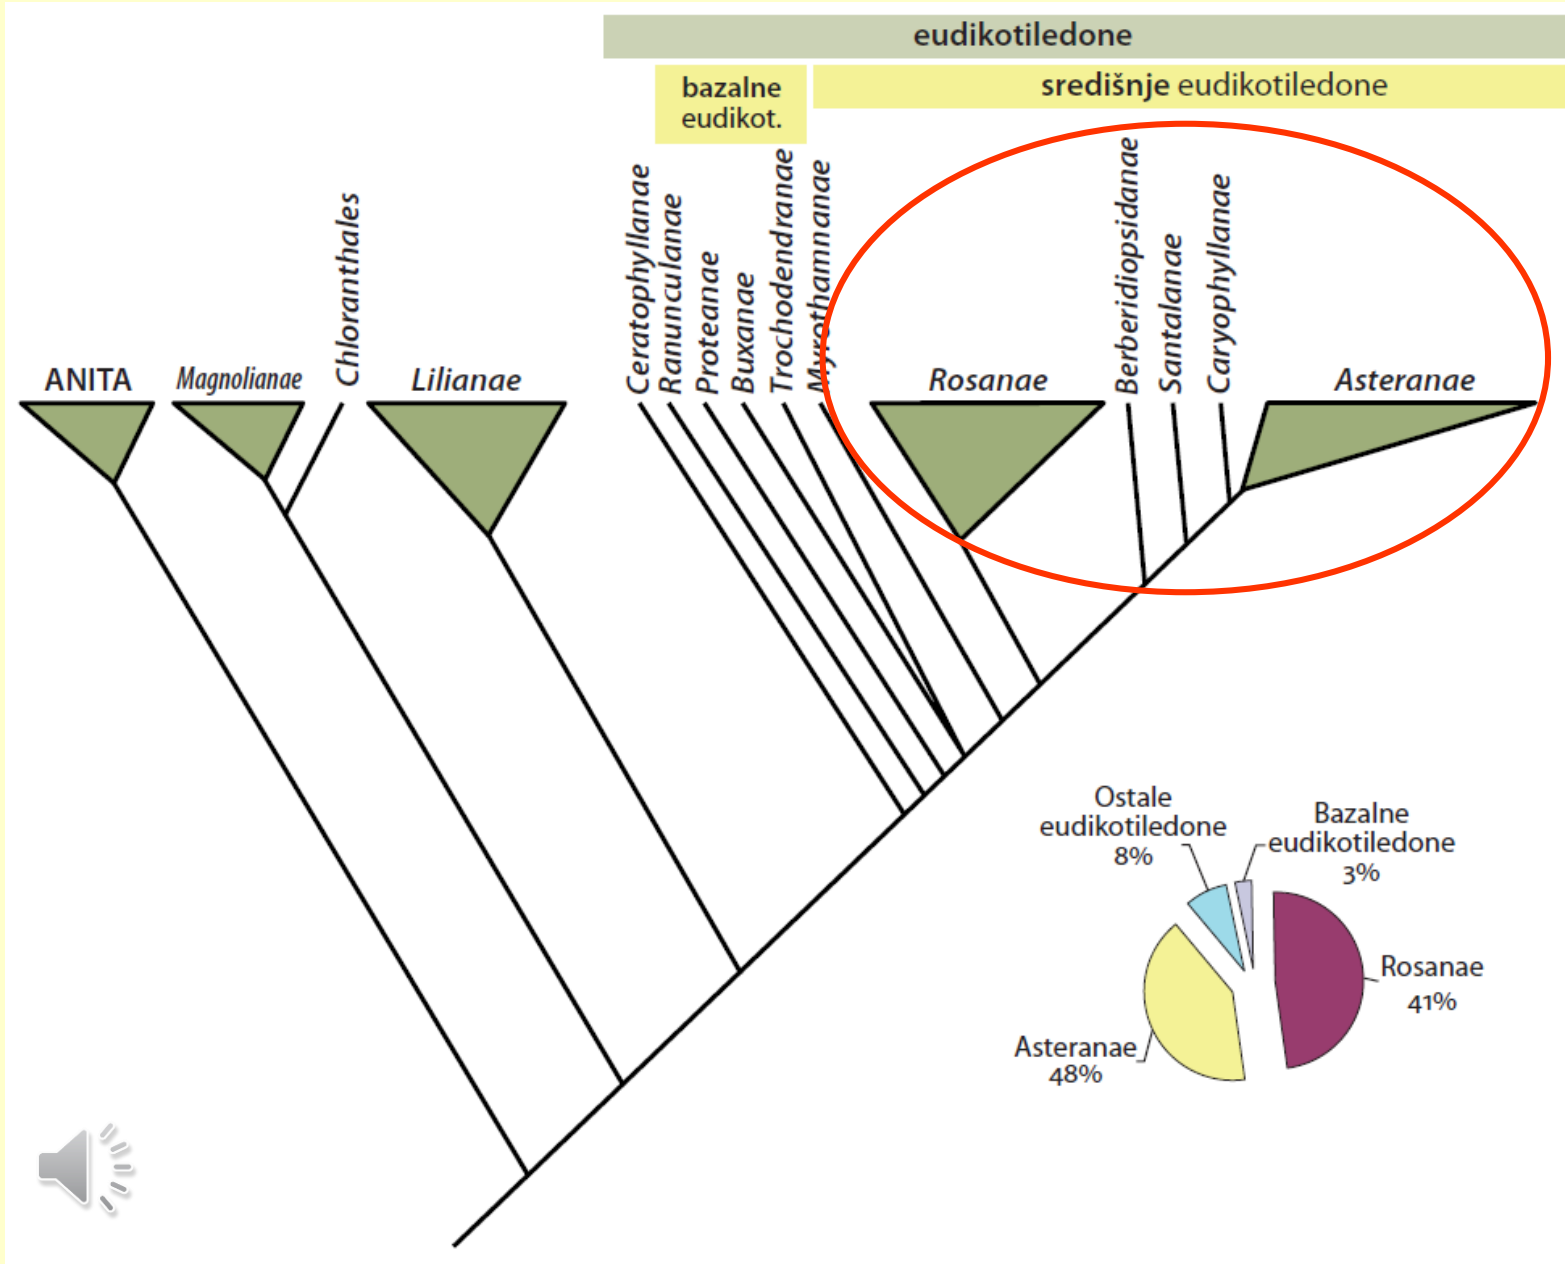 eudikotiledone
bazalne
eudikot.
središnje eudikotiledone
ANITA
Magnolianae
Chloranthales
Lilianae
Ceratophyllanae
Ranunculanae
Proteanae
Buxanae
Trochodendranae
Myrothamnanae
Rosanae
Berberidiopsidanae
Santalanae
Caryophyllanae
Asteranae
Ostale
eudikotiledone
8%
Bazalne
eudikotiledone
3%
Rosanae
41%
Asteranae
48%